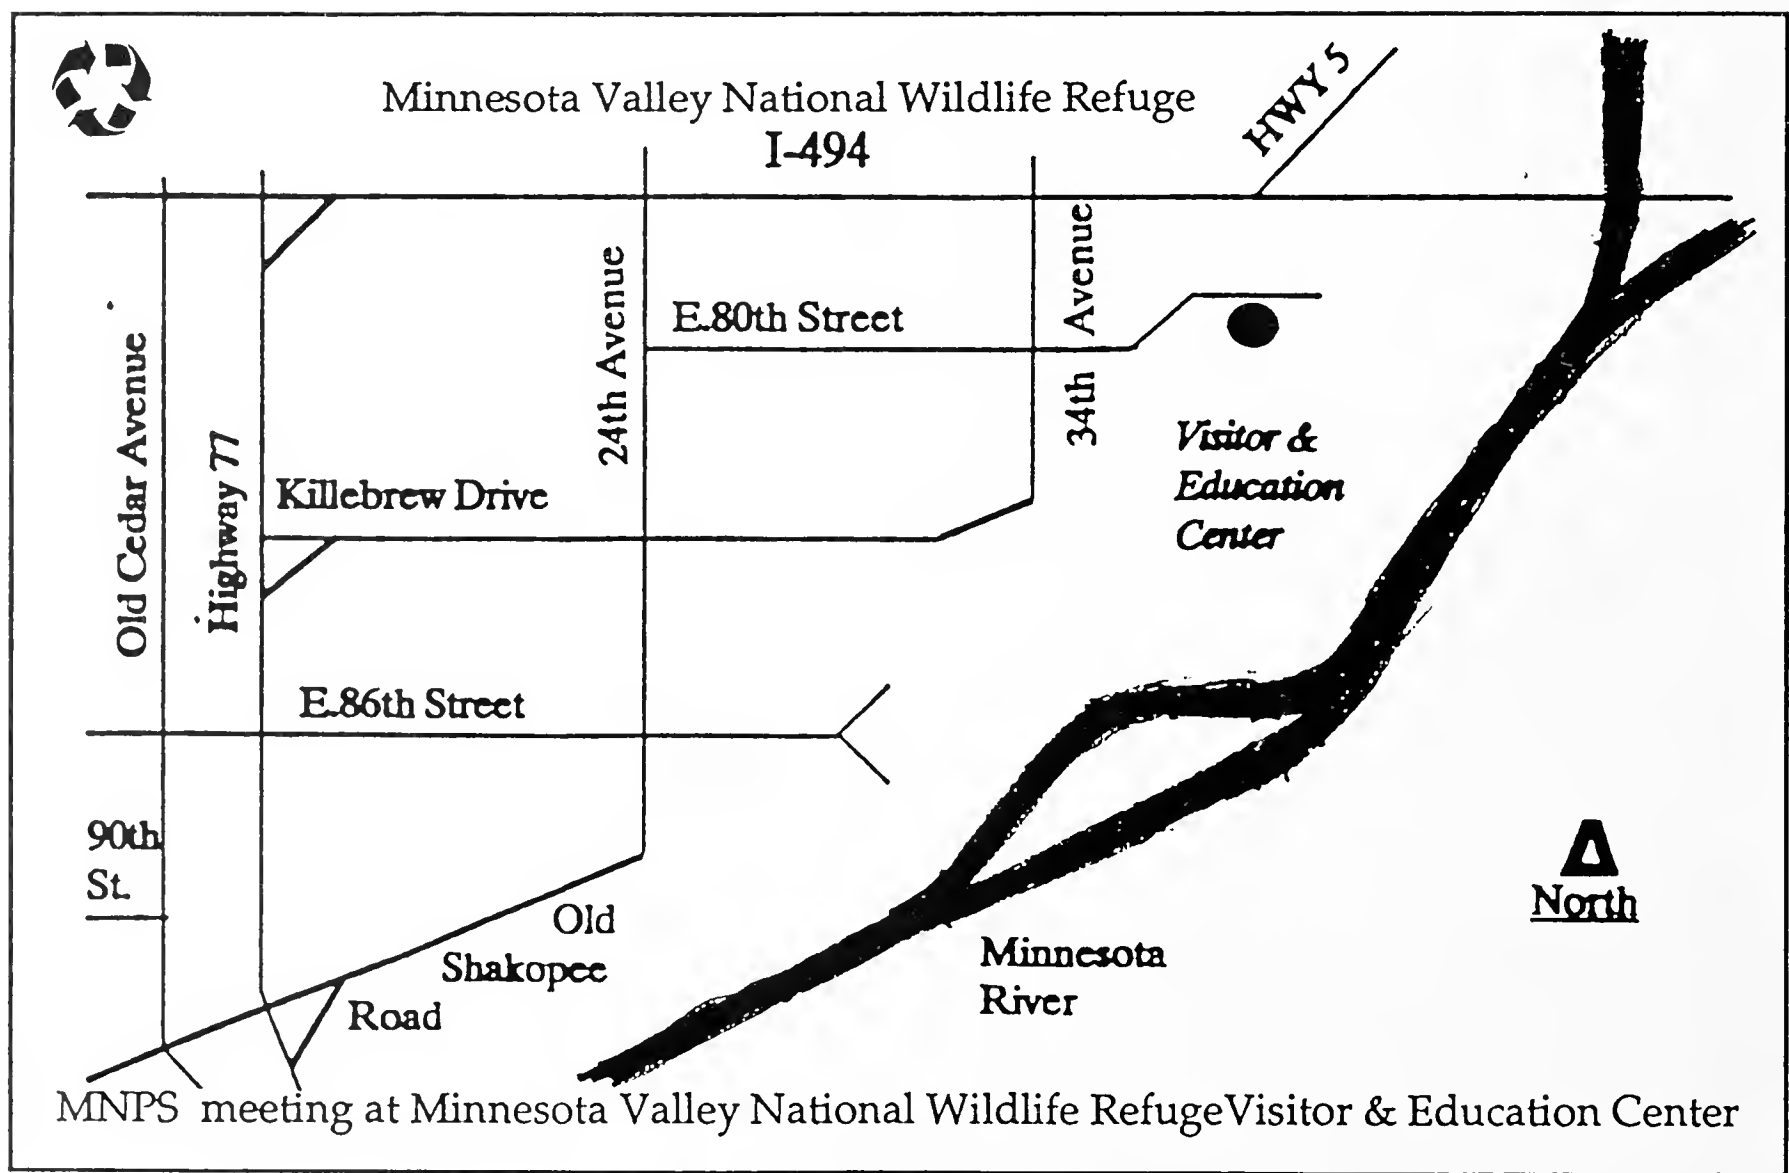 Minnesota Valley National Wildlife Refuge
I-494
HWY 5
Old Cedar Avenue
Highway 77
24th Avenue
34th Avenue
E.80th Street
Killebrew Drive
Visitor &
Education
Center
E.86th Street
90th
St.
Old
Shakopee
Road
Minnesota
River
North
MNPS meeting at Minnesota Valley National Wildlife RefugeVisitor & Education Center